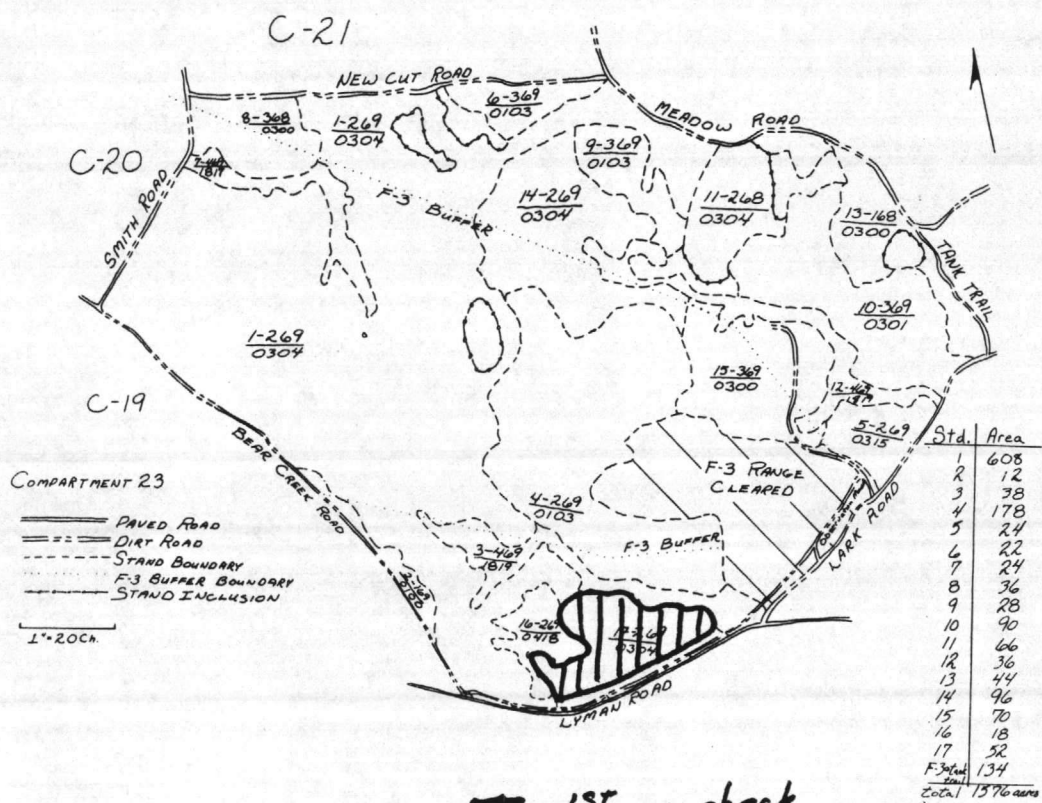 C-21
NEW CUT ROAD
8-368
0300
1-269
0304
6-369
0103
MEADOW ROAD
9-369
0103
C-20
SMITH ROAD
F-3 BUFFER
14-269
0304
11-268
0304
13-168
0300
TANK TRAIL
10-369
0301
1-269
0304
15-369
0300
12-469
1819
5-269
0315
C-19
BEAR CREEK ROAD
F-3 RANGE
CLEARED
COMPARTMENT 23
4-269
0103
F-3 BUFFER
LARK ROAD
PAVED ROAD
DIRT ROAD
STAND BOUNDARY
F-3 BUFFER BOUNDARY
STAND INCLUSION
1"=20Ch.
3-469
1819
16-269
0418
0304
LYMAN ROAD
Std. Area
1 608
2 12
3 38
4 178
5 24
6 22
7 24
8 36
9 28
10 90
11 66
12 36
13 44
14 96
15 70
16 18
17 52
134
total 1576 acres
1st check